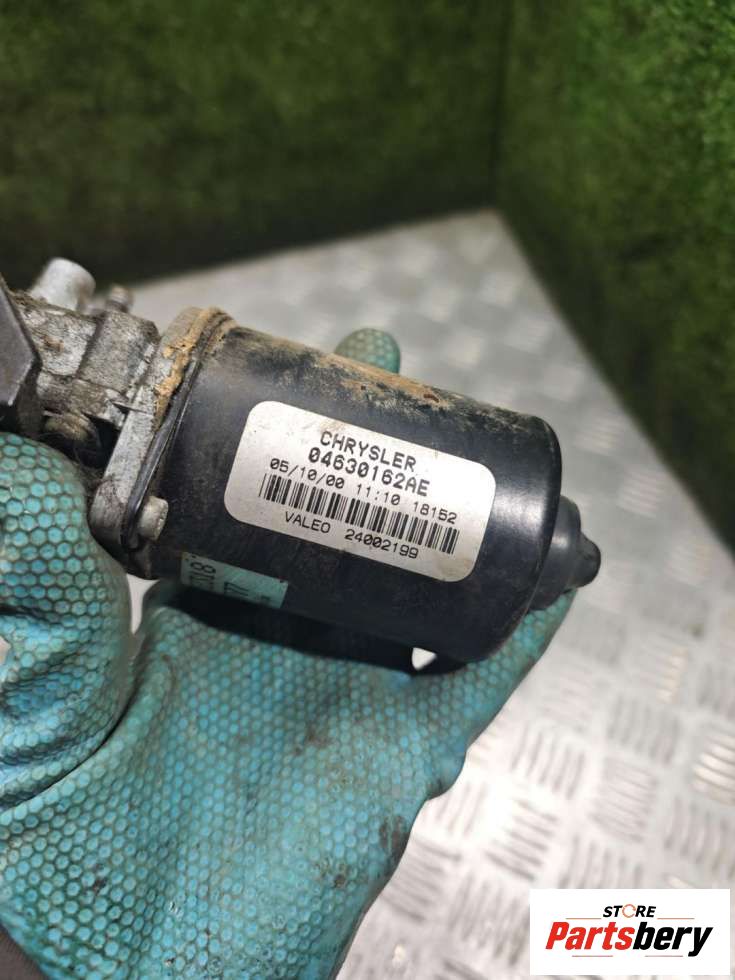 CHRYSLER
04630162AE
05/10/00 11:10 18152
VALEO 24002199
STORE
Partsbery